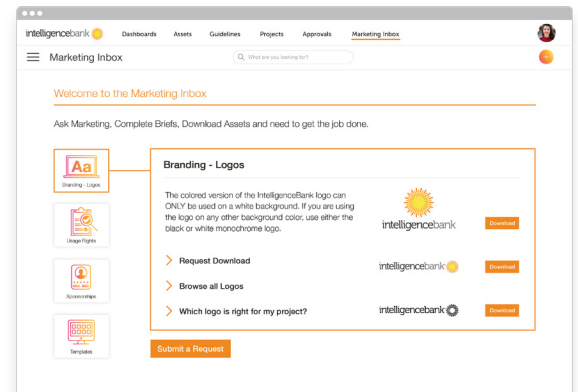 intelligencebank
Dashboards
Assets
Guidelines
Projects
Approvals
Marketing Inbox
Marketing Inbox
What are you looking for?
Welcome to the Marketing Inbox
Ask Marketing, Complete Briefs, Download Assets and need to get the job done.
Aa
Branding - Logos
Usage Rights
Sponsorships
Templates
Branding - Logos
The colored version of the IntelligenceBank logo can
ONLY be used on a white background. If you are using
the logo on any other background color, use either the
black or white monochrome logo.
intelligencebank
Download
Request Download
intelligencebank
Download
Browse all Logos
Which logo is right for my project?
intelligencebank
Download
Submit a Request